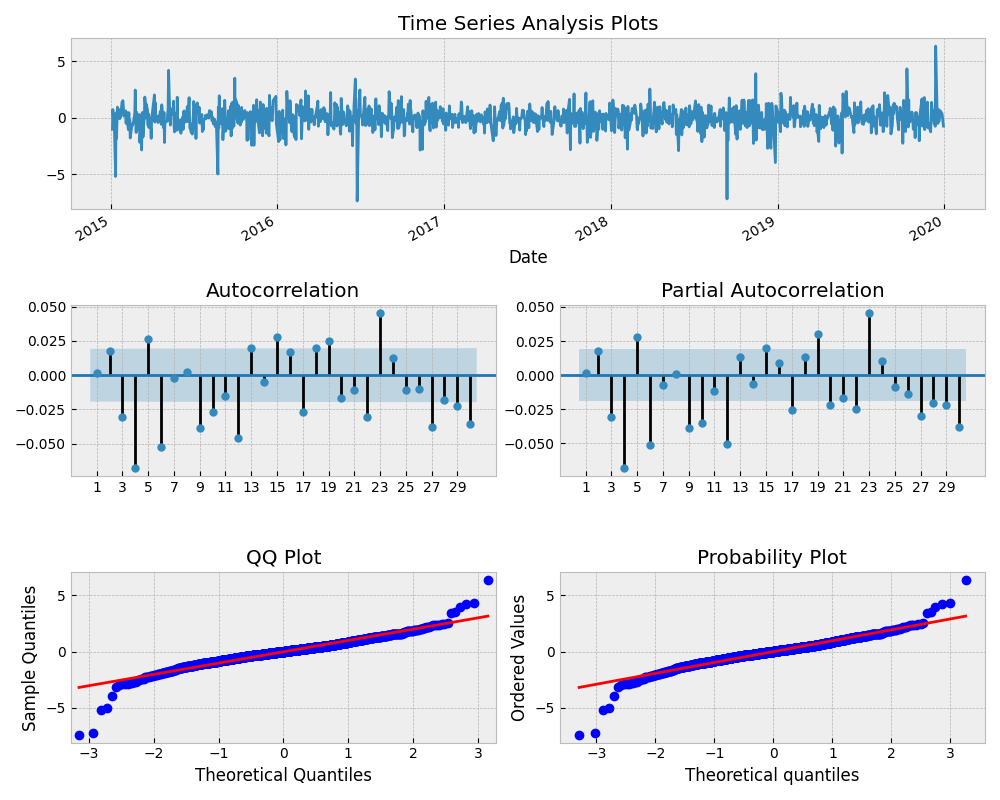 Time Series Analysis Plots
5
0
−5
2015 2016 2017 2018 2019 2020
Date
Autocorrelation
0.050
0.025
0.000
−0.025
−0.050
1 3 5 7 9 11 13 15 17 19 21 23 25 27 29
Partial Autocorrelation
0.050
0.025
0.000
−0.025
−0.050
1 3 5 7 9 11 13 15 17 19 21 23 25 27 29
QQ Plot
Sample Quantiles
5
0
−5
−3 −2 −1 0 1 2 3
Theoretical Quantiles
Probability Plot
Ordered Values
5
0
−5
−3 −2 −1 0 1 2 3
Theoretical quantiles